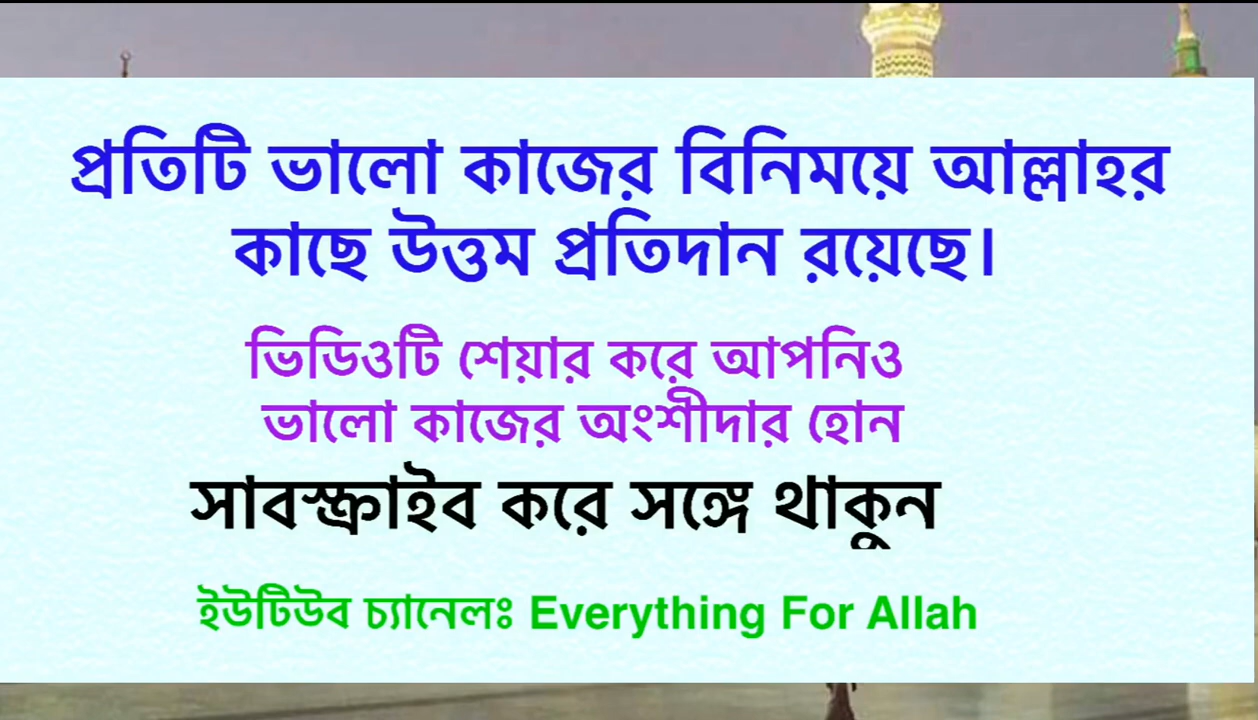 প্রতিটি ভালো কাজের বিনিময়ে আল্লাহর
কাছে উত্তম প্রতিদান রয়েছে।
ভিডিওটি শেয়ার করে আপনিও
ভালো কাজের অংশীদার হোন
সাবস্ক্রাইব করে সঙ্গে থাকুন
ইউটিউব চ্যানেলঃ Everything For Allah